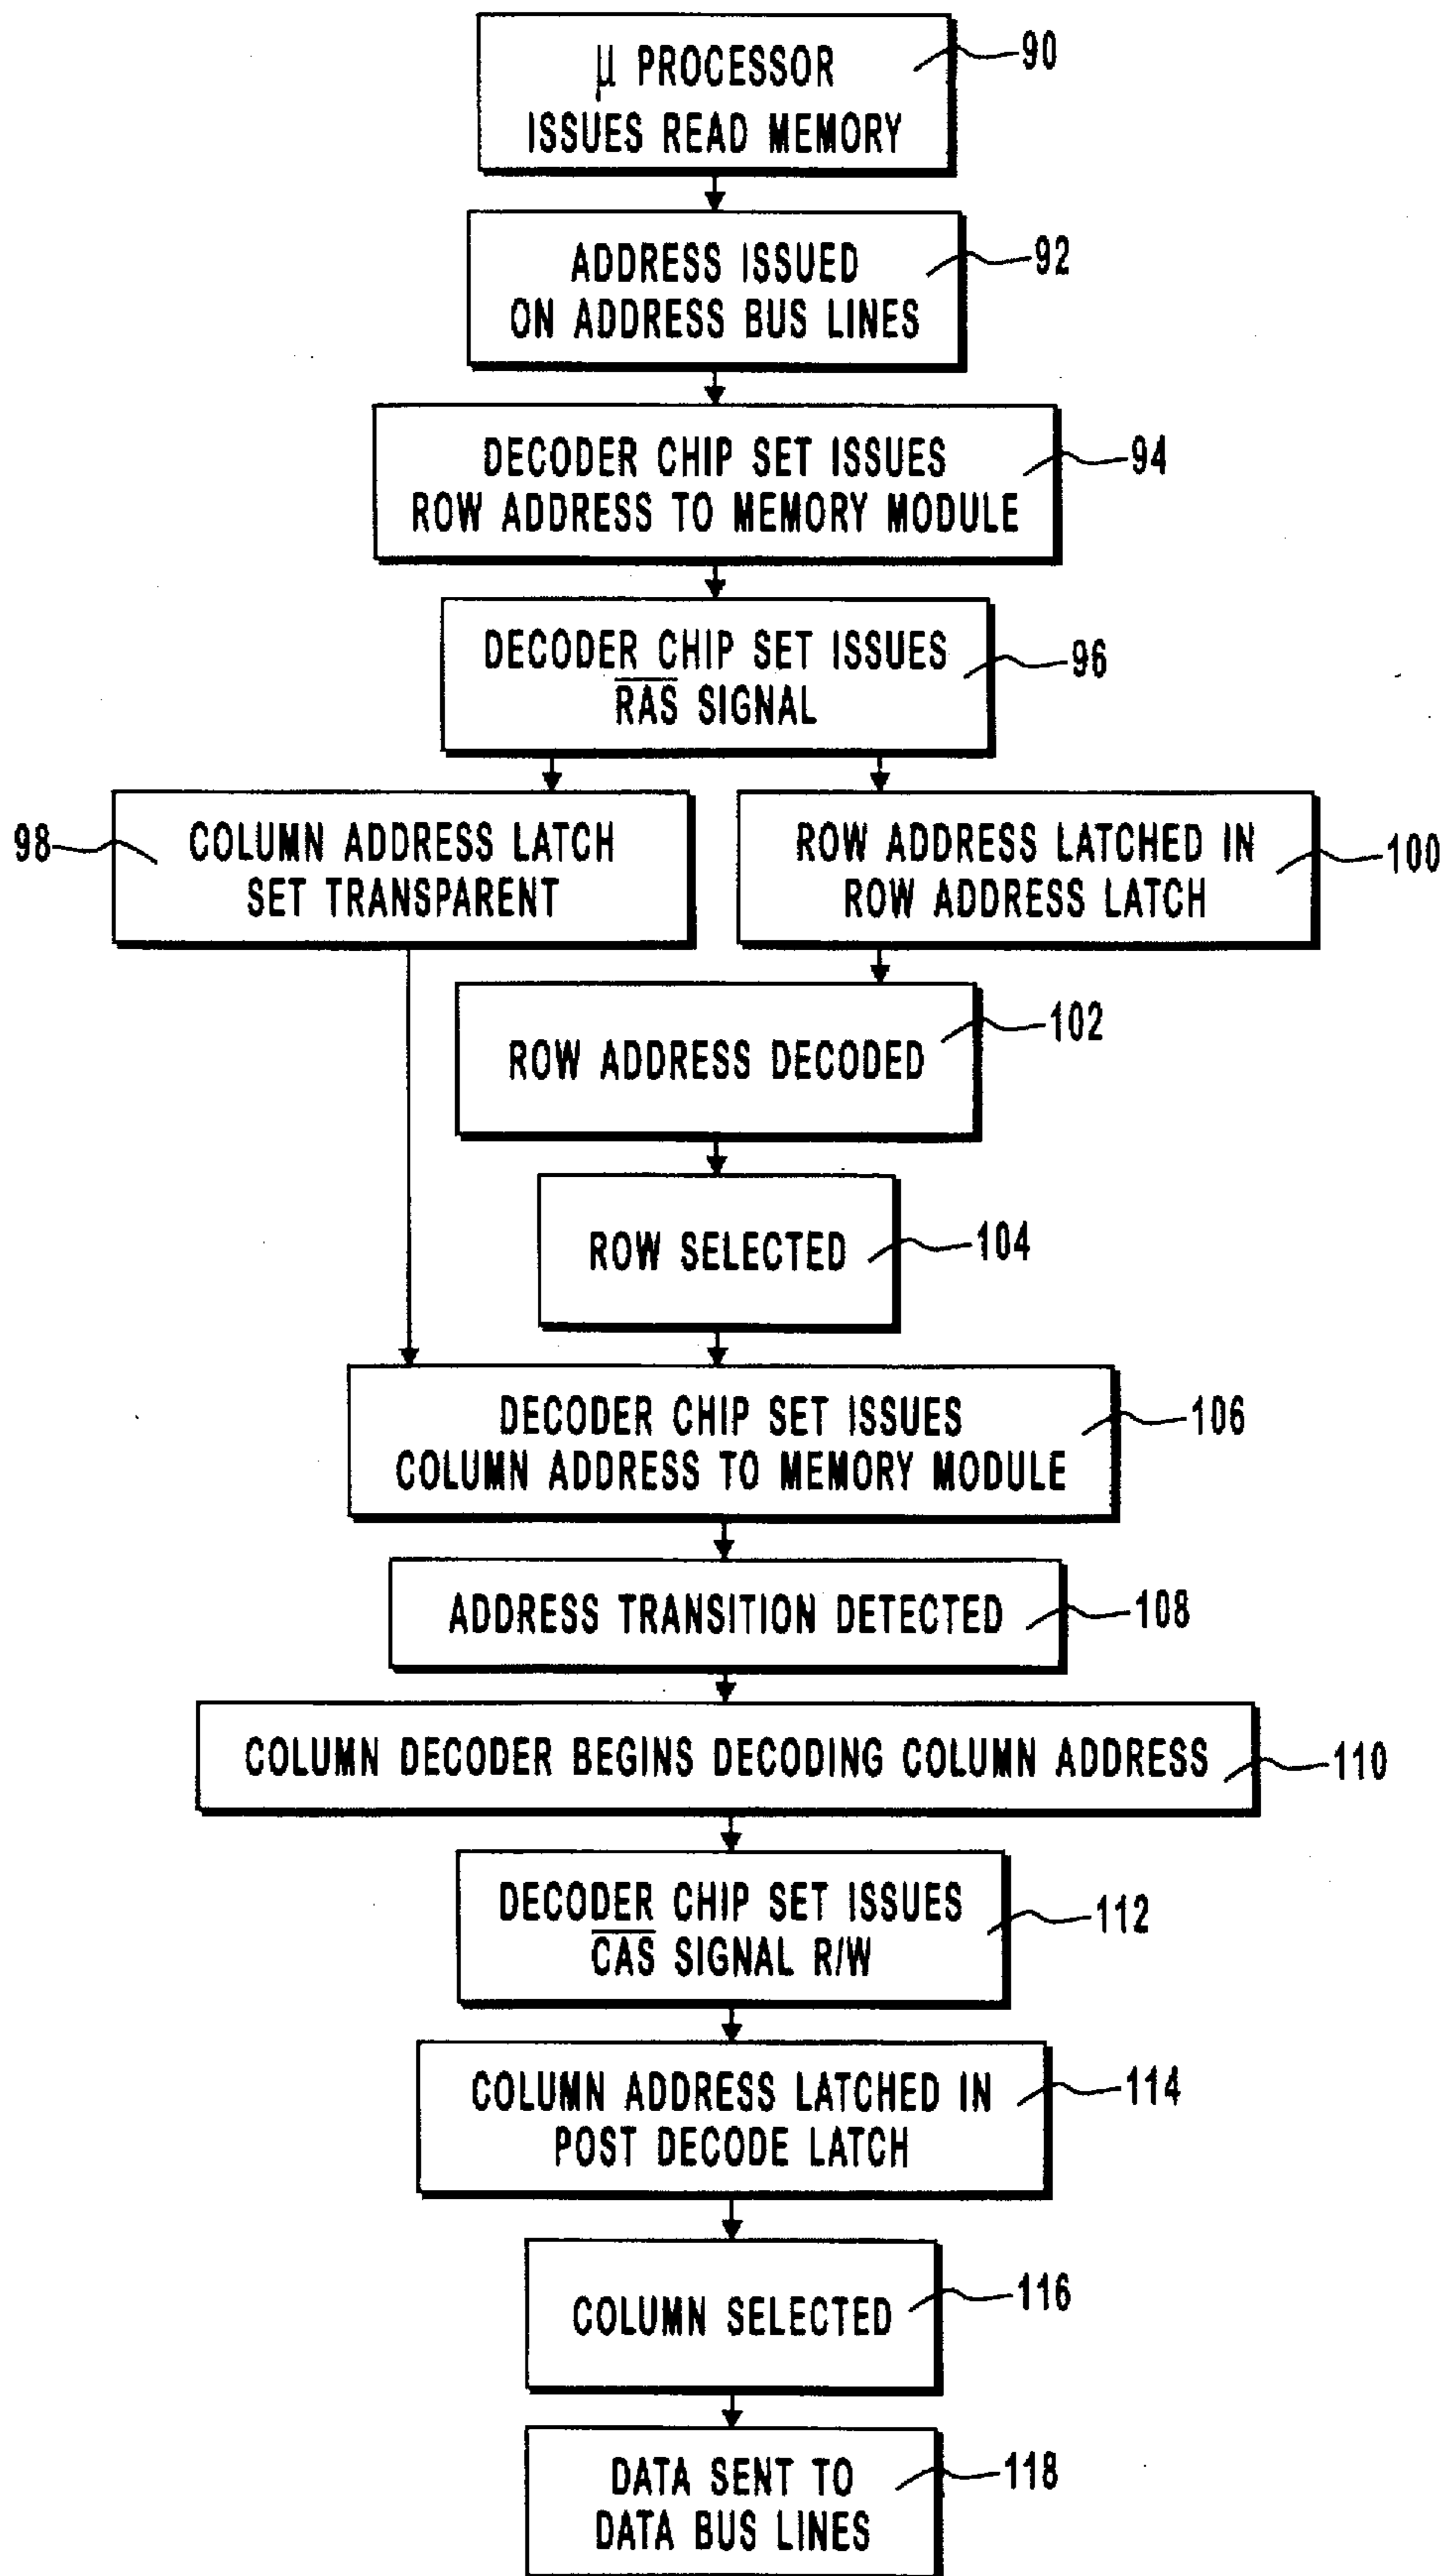 μ PROCESSOR
ISSUES READ MEMORY
90
ADDRESS ISSUED
ON ADDRESS BUS LINES
92
DECODER CHIP SET ISSUES
ROW ADDRESS TO MEMORY MODULE
94
DECODER CHIP SET ISSUES
R̅A̅S̅ SIGNAL
96
98
COLUMN ADDRESS LATCH
SET TRANSPARENT
ROW ADDRESS LATCHED IN
ROW ADDRESS LATCH
100
ROW ADDRESS DECODED
102
ROW SELECTED
104
DECODER CHIP SET ISSUES
COLUMN ADDRESS TO MEMORY MODULE
106
ADDRESS TRANSITION DETECTED
108
COLUMN DECODER BEGINS DECODING COLUMN ADDRESS
110
DECODER CHIP SET ISSUES
C̅A̅S̅ SIGNAL R/W
112
COLUMN ADDRESS LATCHED IN
POST DECODE LATCH
114
COLUMN SELECTED
116
DATA SENT TO
DATA BUS LINES
118